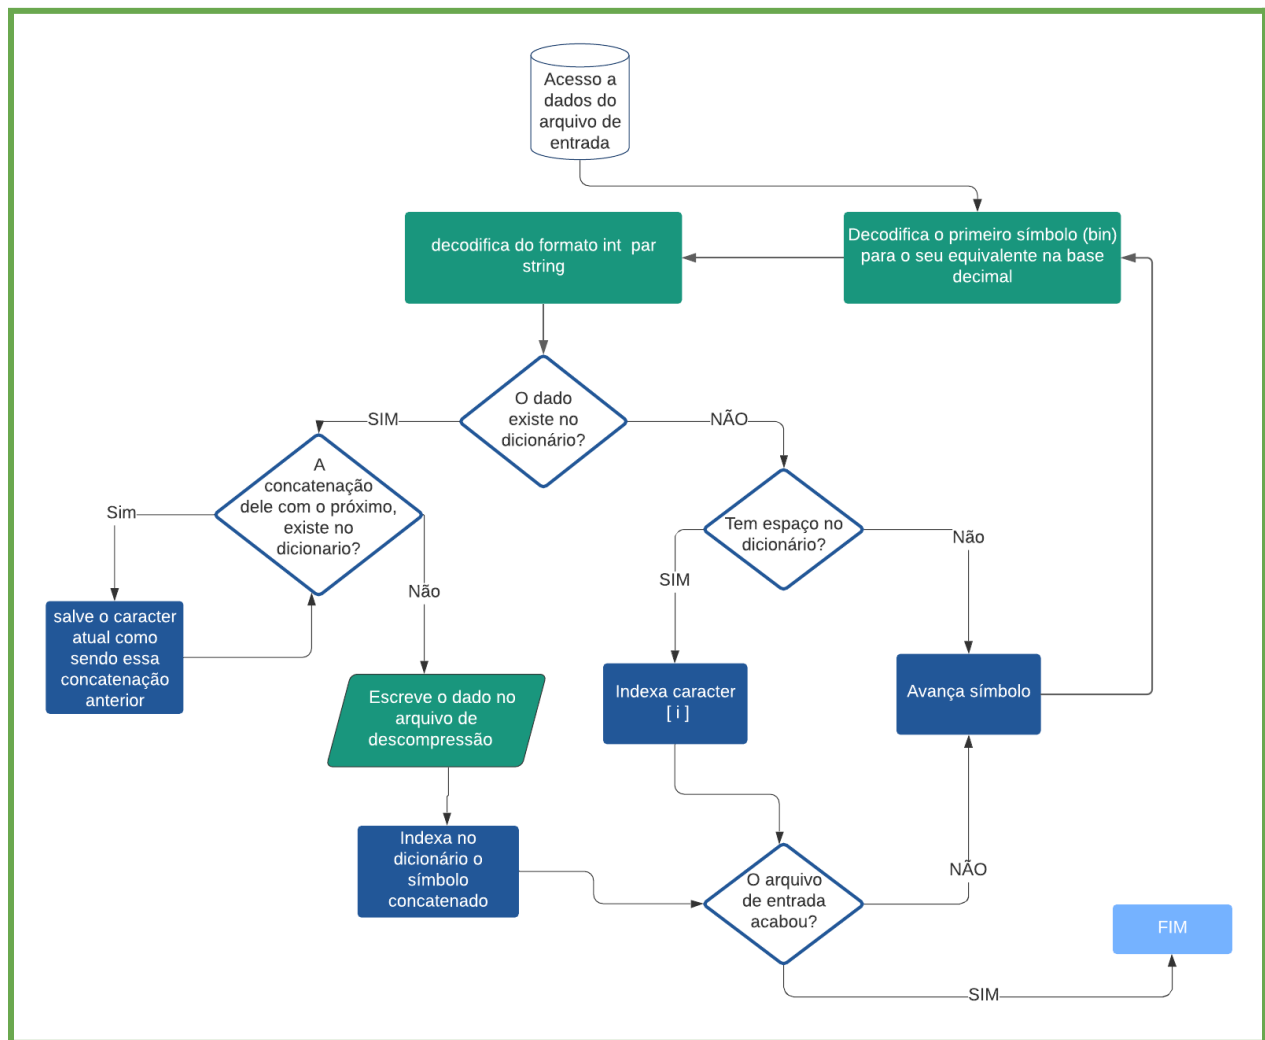 Acesso a
dados do
arquivo de
entrada
decodifica do formato int  par
string
Decodifica o primeiro símbolo (bin)
para o seu equivalente na base
decimal
O dado
existe no
dicionário?
SIM
NÃO
A
concatenação
dele com o próximo,
existe no
dicionario?
Sim
Não
Tem espaço no
dicionário?
SIM
Não
salve o caracter
atual como
sendo essa
concatenação
anterior
Escreve o dado no
arquivo de
descompressão
Indexa caracter
[ i ]
Avança símbolo
Indexa no
dicionário o
símbolo
concatenado
O arquivo
de entrada
acabou?
NÃO
SIM
FIM